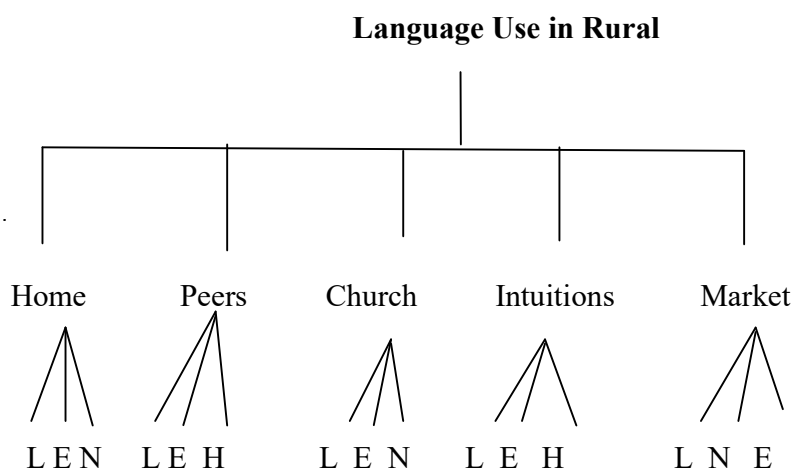 Language Use in Rural
Home Peers Church Intuitions Market
L E N L E H L E N L E H L N E